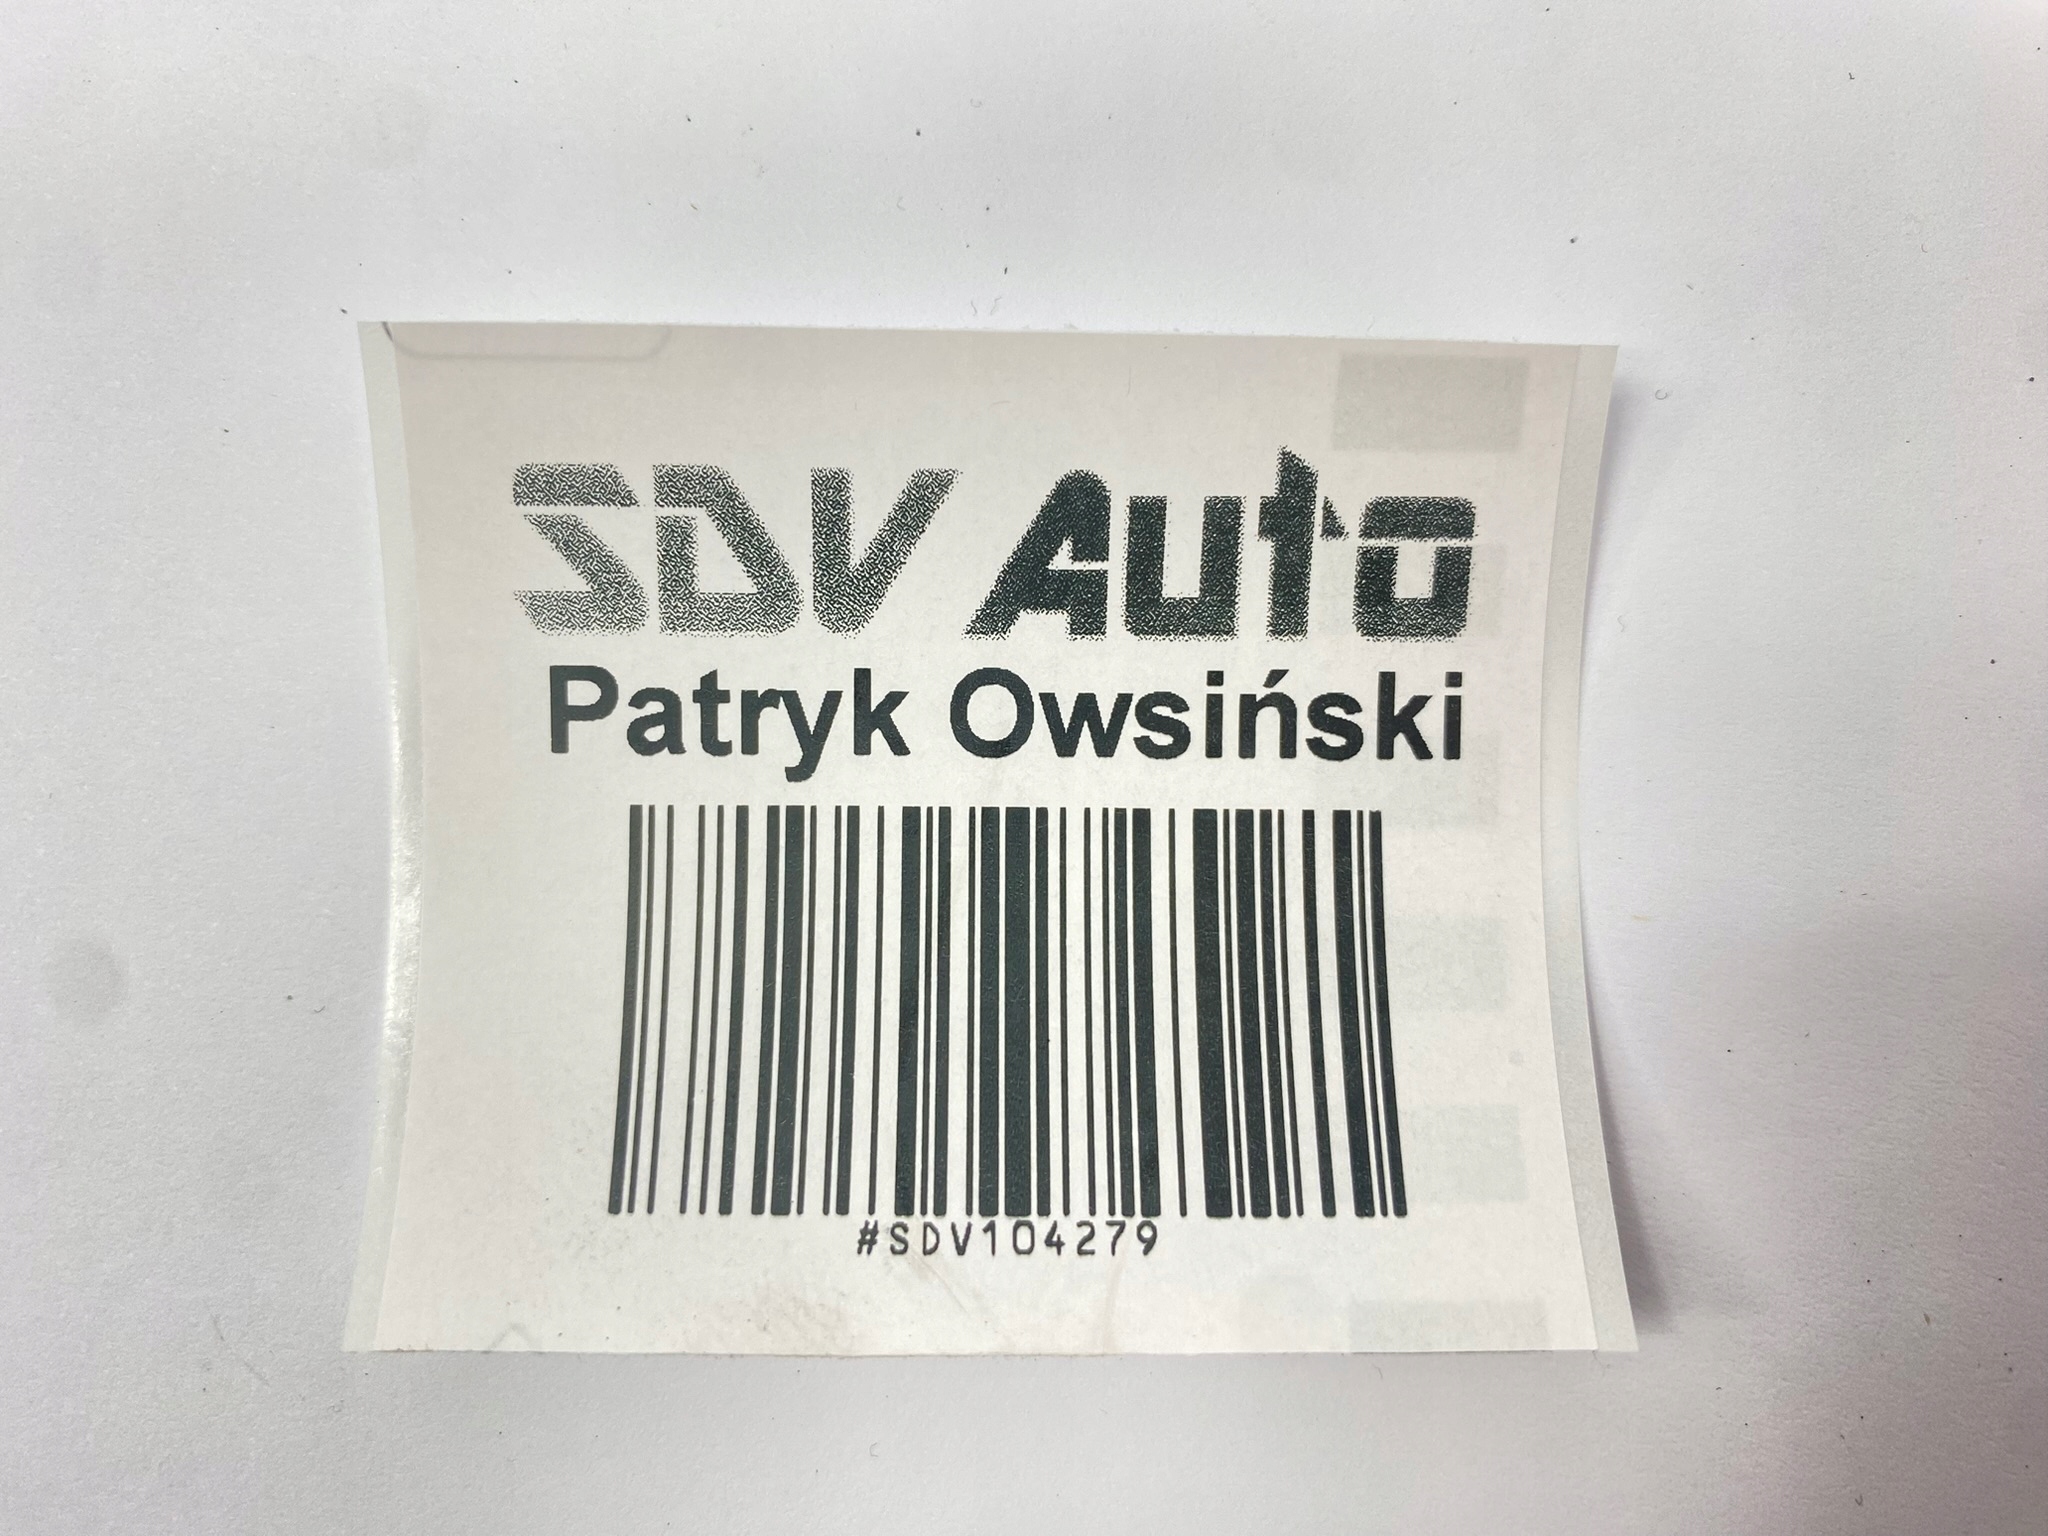 SDV Auto
Patryk Owsiński
#SDV104279